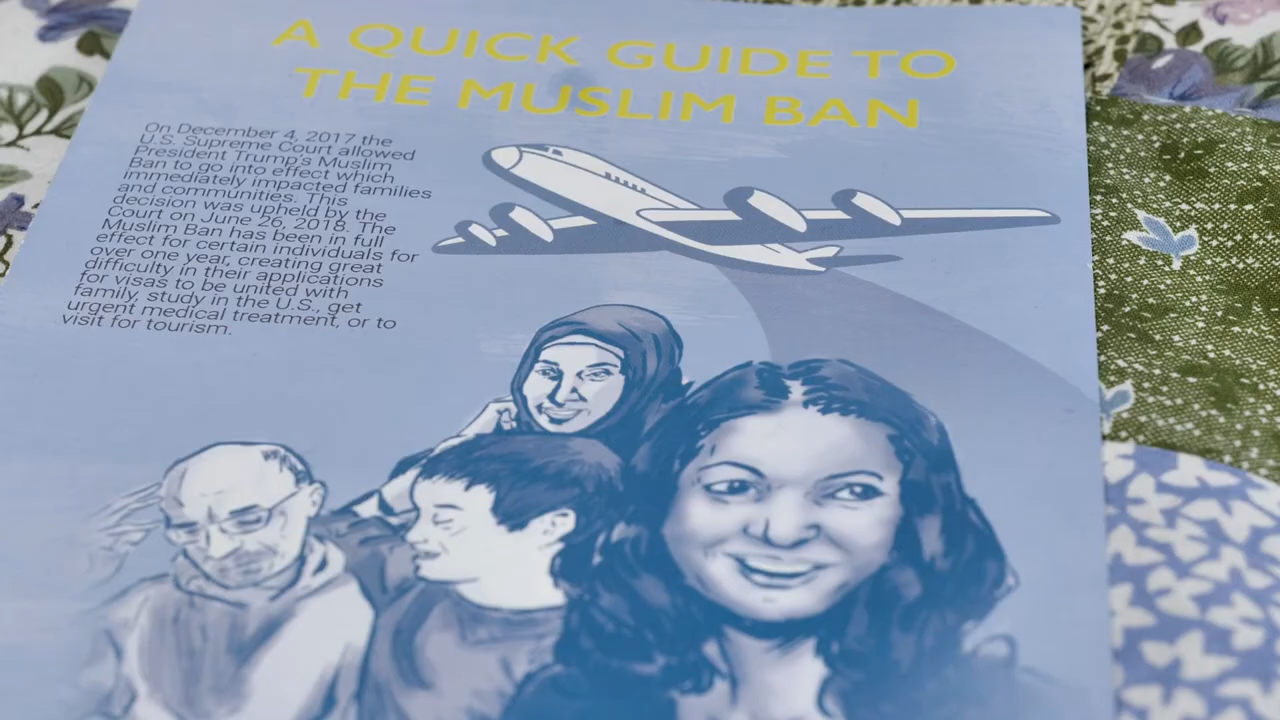 A QUICK GUIDE TO
THE MUSLIM BAN
On December 4, 2017 the
U.S. Supreme Court allowed
President Trump's Muslim
Ban to go into effect which
immediately impacted families
and communities. This
decision was upheld by the
Court on June 26, 2018. The
Muslim Ban has been in full
effect for certain individuals for
over one year, creating great
difficulty in their applications
for visas to be united with
family, study in the U.S., get
urgent medical treatment, or to
visit for tourism.